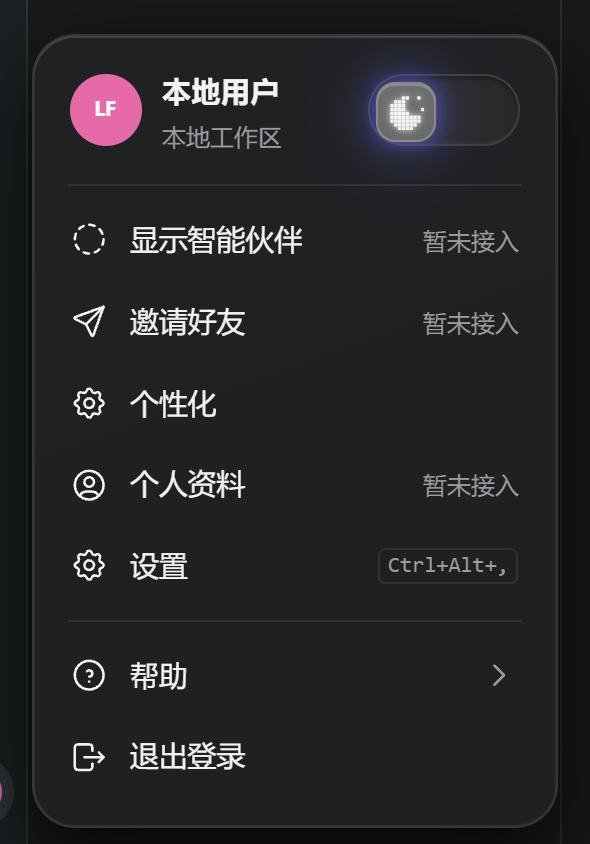 LF
本地用户
本地工作区
显示智能伙伴 暂未接入
邀请好友 暂未接入
个性化
个人资料 暂未接入
设置 Ctrl+Alt+,
帮助
退出登录